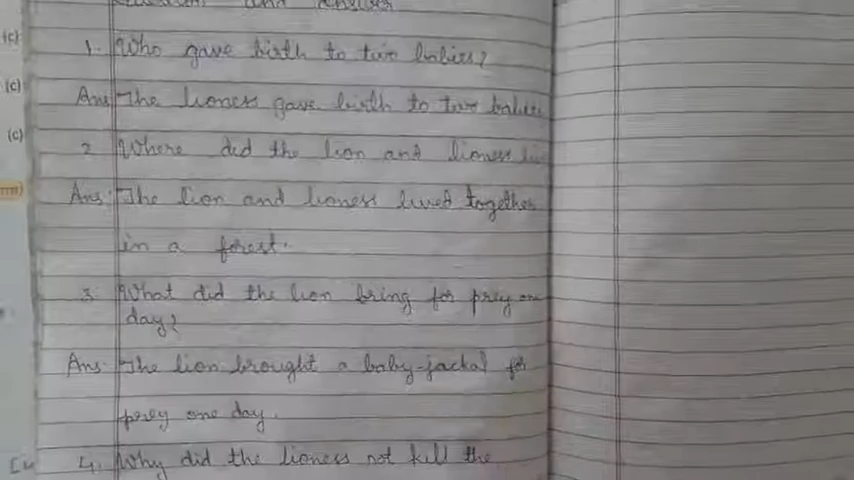 and answer
(c) 1. Who gave birth to two babies?
(c) Ans. The lioness gave birth to two babies
(c) 2. Where did the lion and lioness
Ans. The lion and lioness lived together
in a forest.
3. What did the lion bring for prey one
day?
Ans. The lion brought a baby-jackal for
prey one day.
4. Why did the lioness not kill the